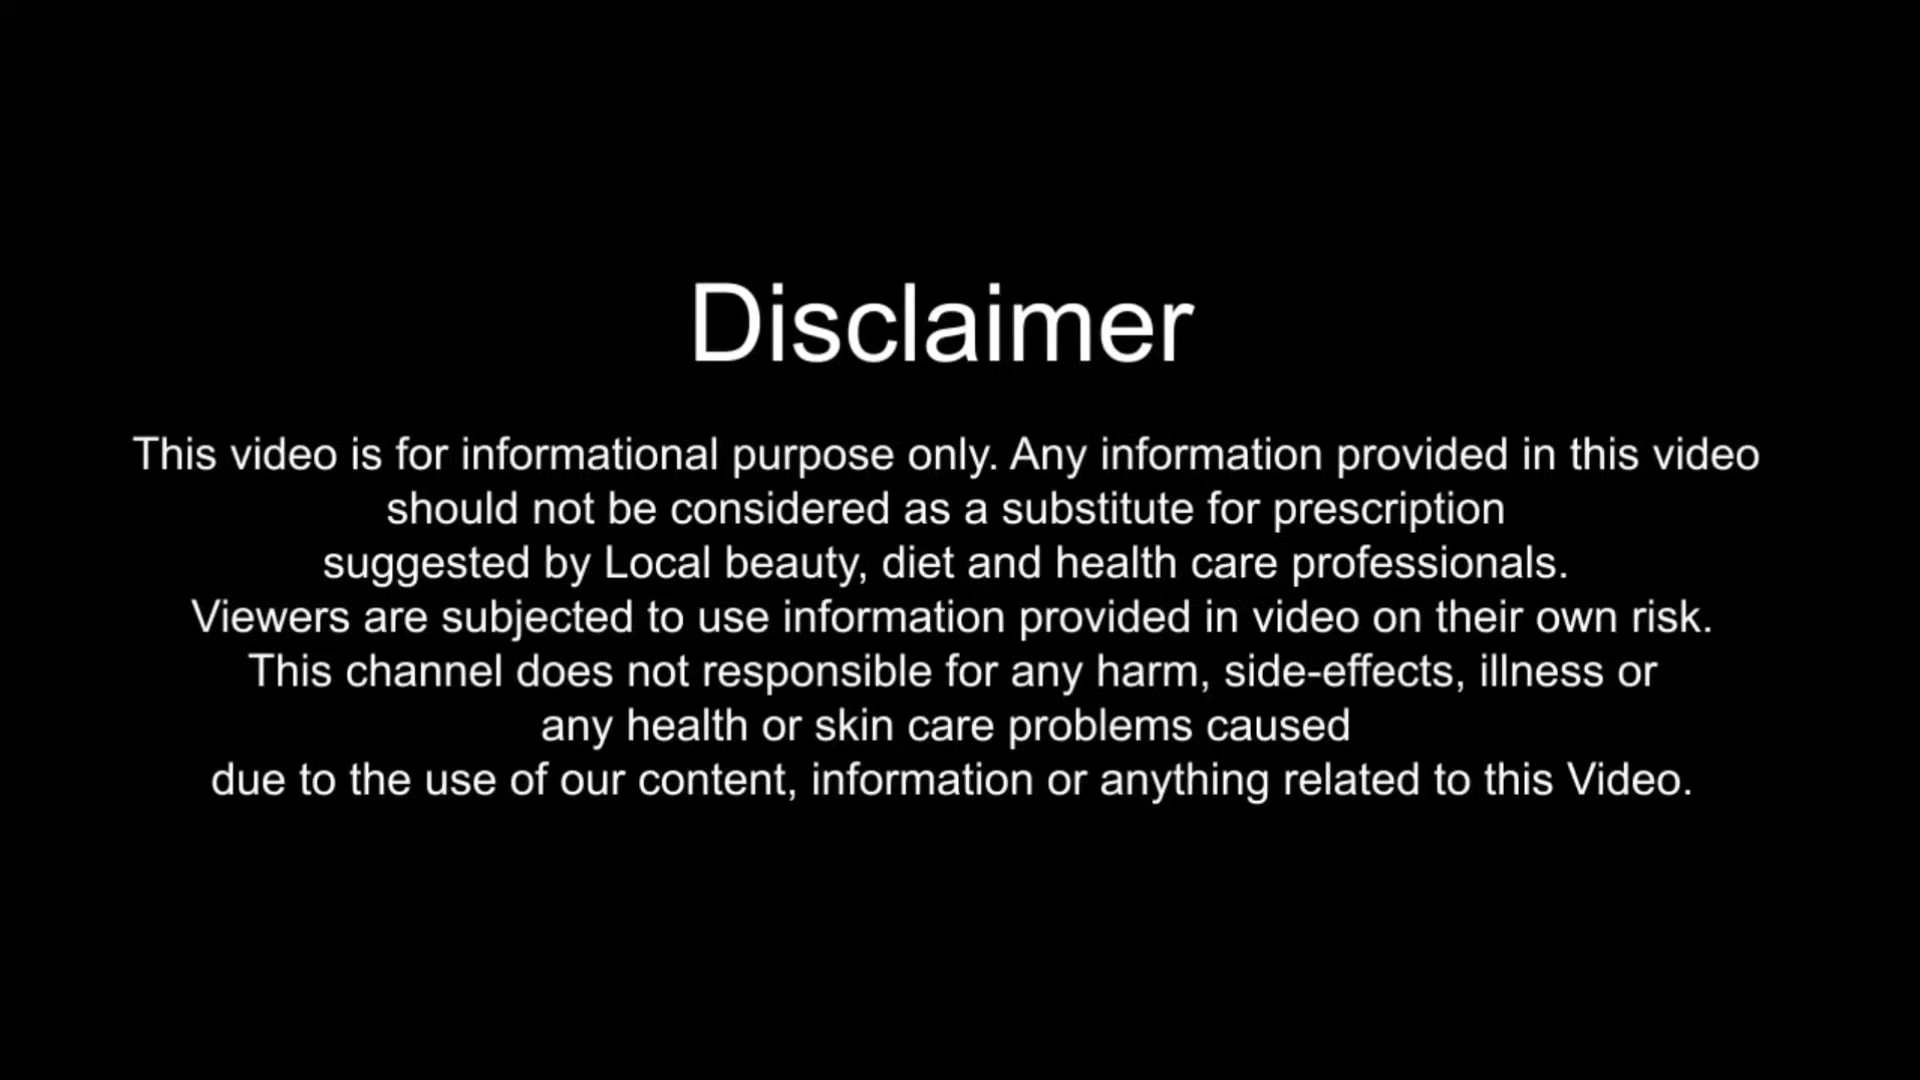 Disclaimer
This video is for informational purpose only. Any information provided in this video
should not be considered as a substitute for prescription
suggested by Local beauty, diet and health care professionals.
Viewers are subjected to use information provided in video on their own risk.
This channel does not responsible for any harm, side-effects, illness or
any health or skin care problems caused
due to the use of our content, information or anything related to this Video.